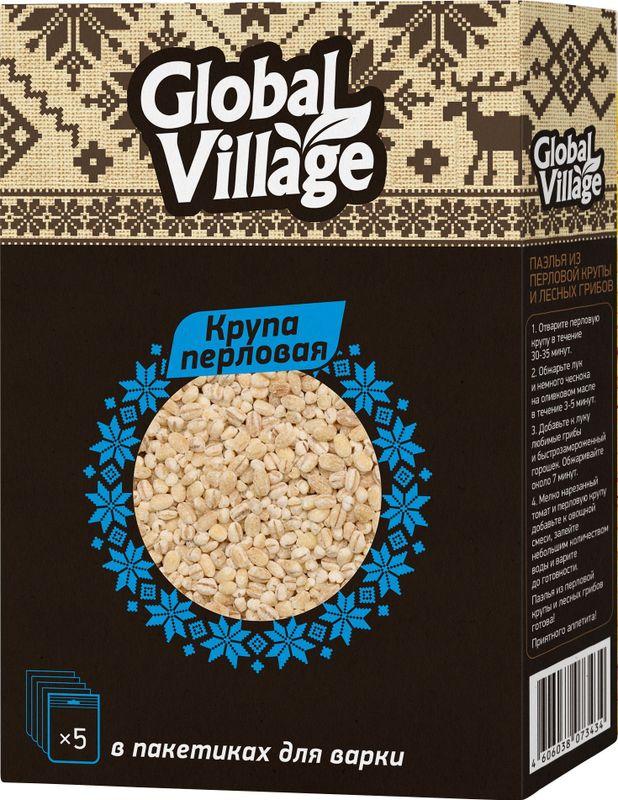 Global
Village
Крупа
перловая
×5
в пакетиках для варки
Global
Village
ПАЭЛЬЯ ИЗ
ПЕРЛОВОЙ КРУПЫ
И ЛЕСНЫХ ГРИБОВ
1. Отварите перловую
крупу в течение
30-35 минут.
2. Обжарьте лук
и немного чеснока
на оливковом масле
в течение 3-5 минут.
3. Добавьте к луку
любимые грибы
и быстрозамороженный
горошек. Обжаривайте
около 7 минут.
4. Мелко нарезанный
томат и перловую крупу
добавьте к овощной
смеси, залейте
небольшим количеством
воды и варите
до готовности.
Паэлья из перловой
крупы и лесных грибов
готова!
Приятного аппетита!
4 606038 073434